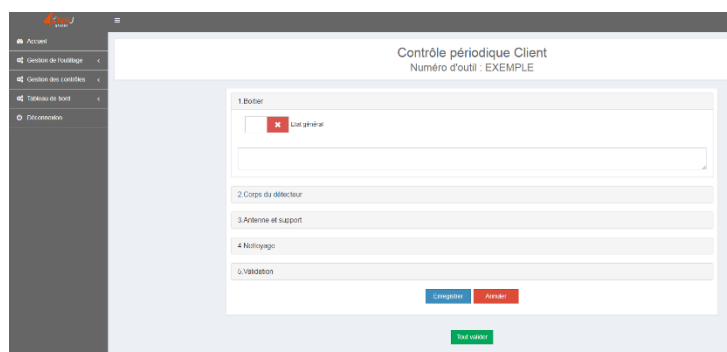 Accueil
Gestion de l'outillage
Gestion des contrôles
Tableau de bord
Déconnexion
Contrôle périodique Client
Numéro d'outil : EXEMPLE
1.Boitier
Etat général
2.Corps du détecteur
3.Antenne et support
4.Nettoyage
5.Validation
Enregistrer
Annuler
Tout valider